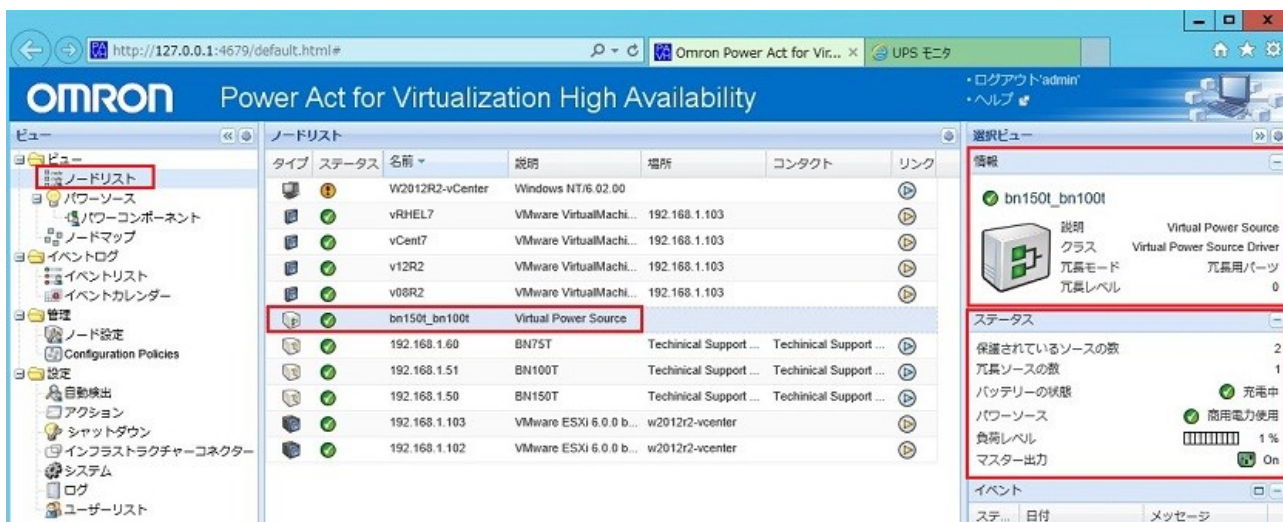 http://127.0.0.1:4679/default.html#
Omron Power Act for Vir...
UPS モニタ
OMRON
Power Act for Virtualization High Availability
・ログアウト'admin'
・ヘルプ
ビュー
ビュー
ノードリスト
パワーソース
パワーコンポーネント
ノードマップ
イベントログ
イベントリスト
イベントカレンダー
管理
ノード設定
Configuration Policies
設定
自動検出
アクション
シャットダウン
インフラストラクチャーコネクター
システム
ログ
ユーザーリスト
ノードリスト
タイプ ステータス 名前 説明 場所 コンタクト リンク
W2012R2-vCenter Windows NT/6.02.00
vRHEL7 VMware VirtualMachi... 192.168.1.103
vCent7 VMware VirtualMachi... 192.168.1.103
v12R2 VMware VirtualMachi... 192.168.1.103
v08R2 VMware VirtualMachi... 192.168.1.103
bn150t_bn100t Virtual Power Source
192.168.1.60 BN75T Techinical Support ... Techinical Support ...
192.168.1.51 BN100T Techinical Support ... Techinical Support ...
192.168.1.50 BN150T Techinical Support ... Techinical Support ...
192.168.1.103 VMware ESXi 6.0.0 b... w2012r2-vcenter
192.168.1.102 VMware ESXi 6.0.0 b... w2012r2-vcenter
選択ビュー
情報
bn150t_bn100t
説明 Virtual Power Source
クラス Virtual Power Source Driver
冗長モード 冗長用パーツ
冗長レベル 0
ステータス
保護されているソースの数 2
冗長ソースの数 1
バッテリーの状態 充電中
パワーソース 商用電力使用
負荷レベル 1 %
マスター出力 On
イベント
ステ... 日付 メッセージ